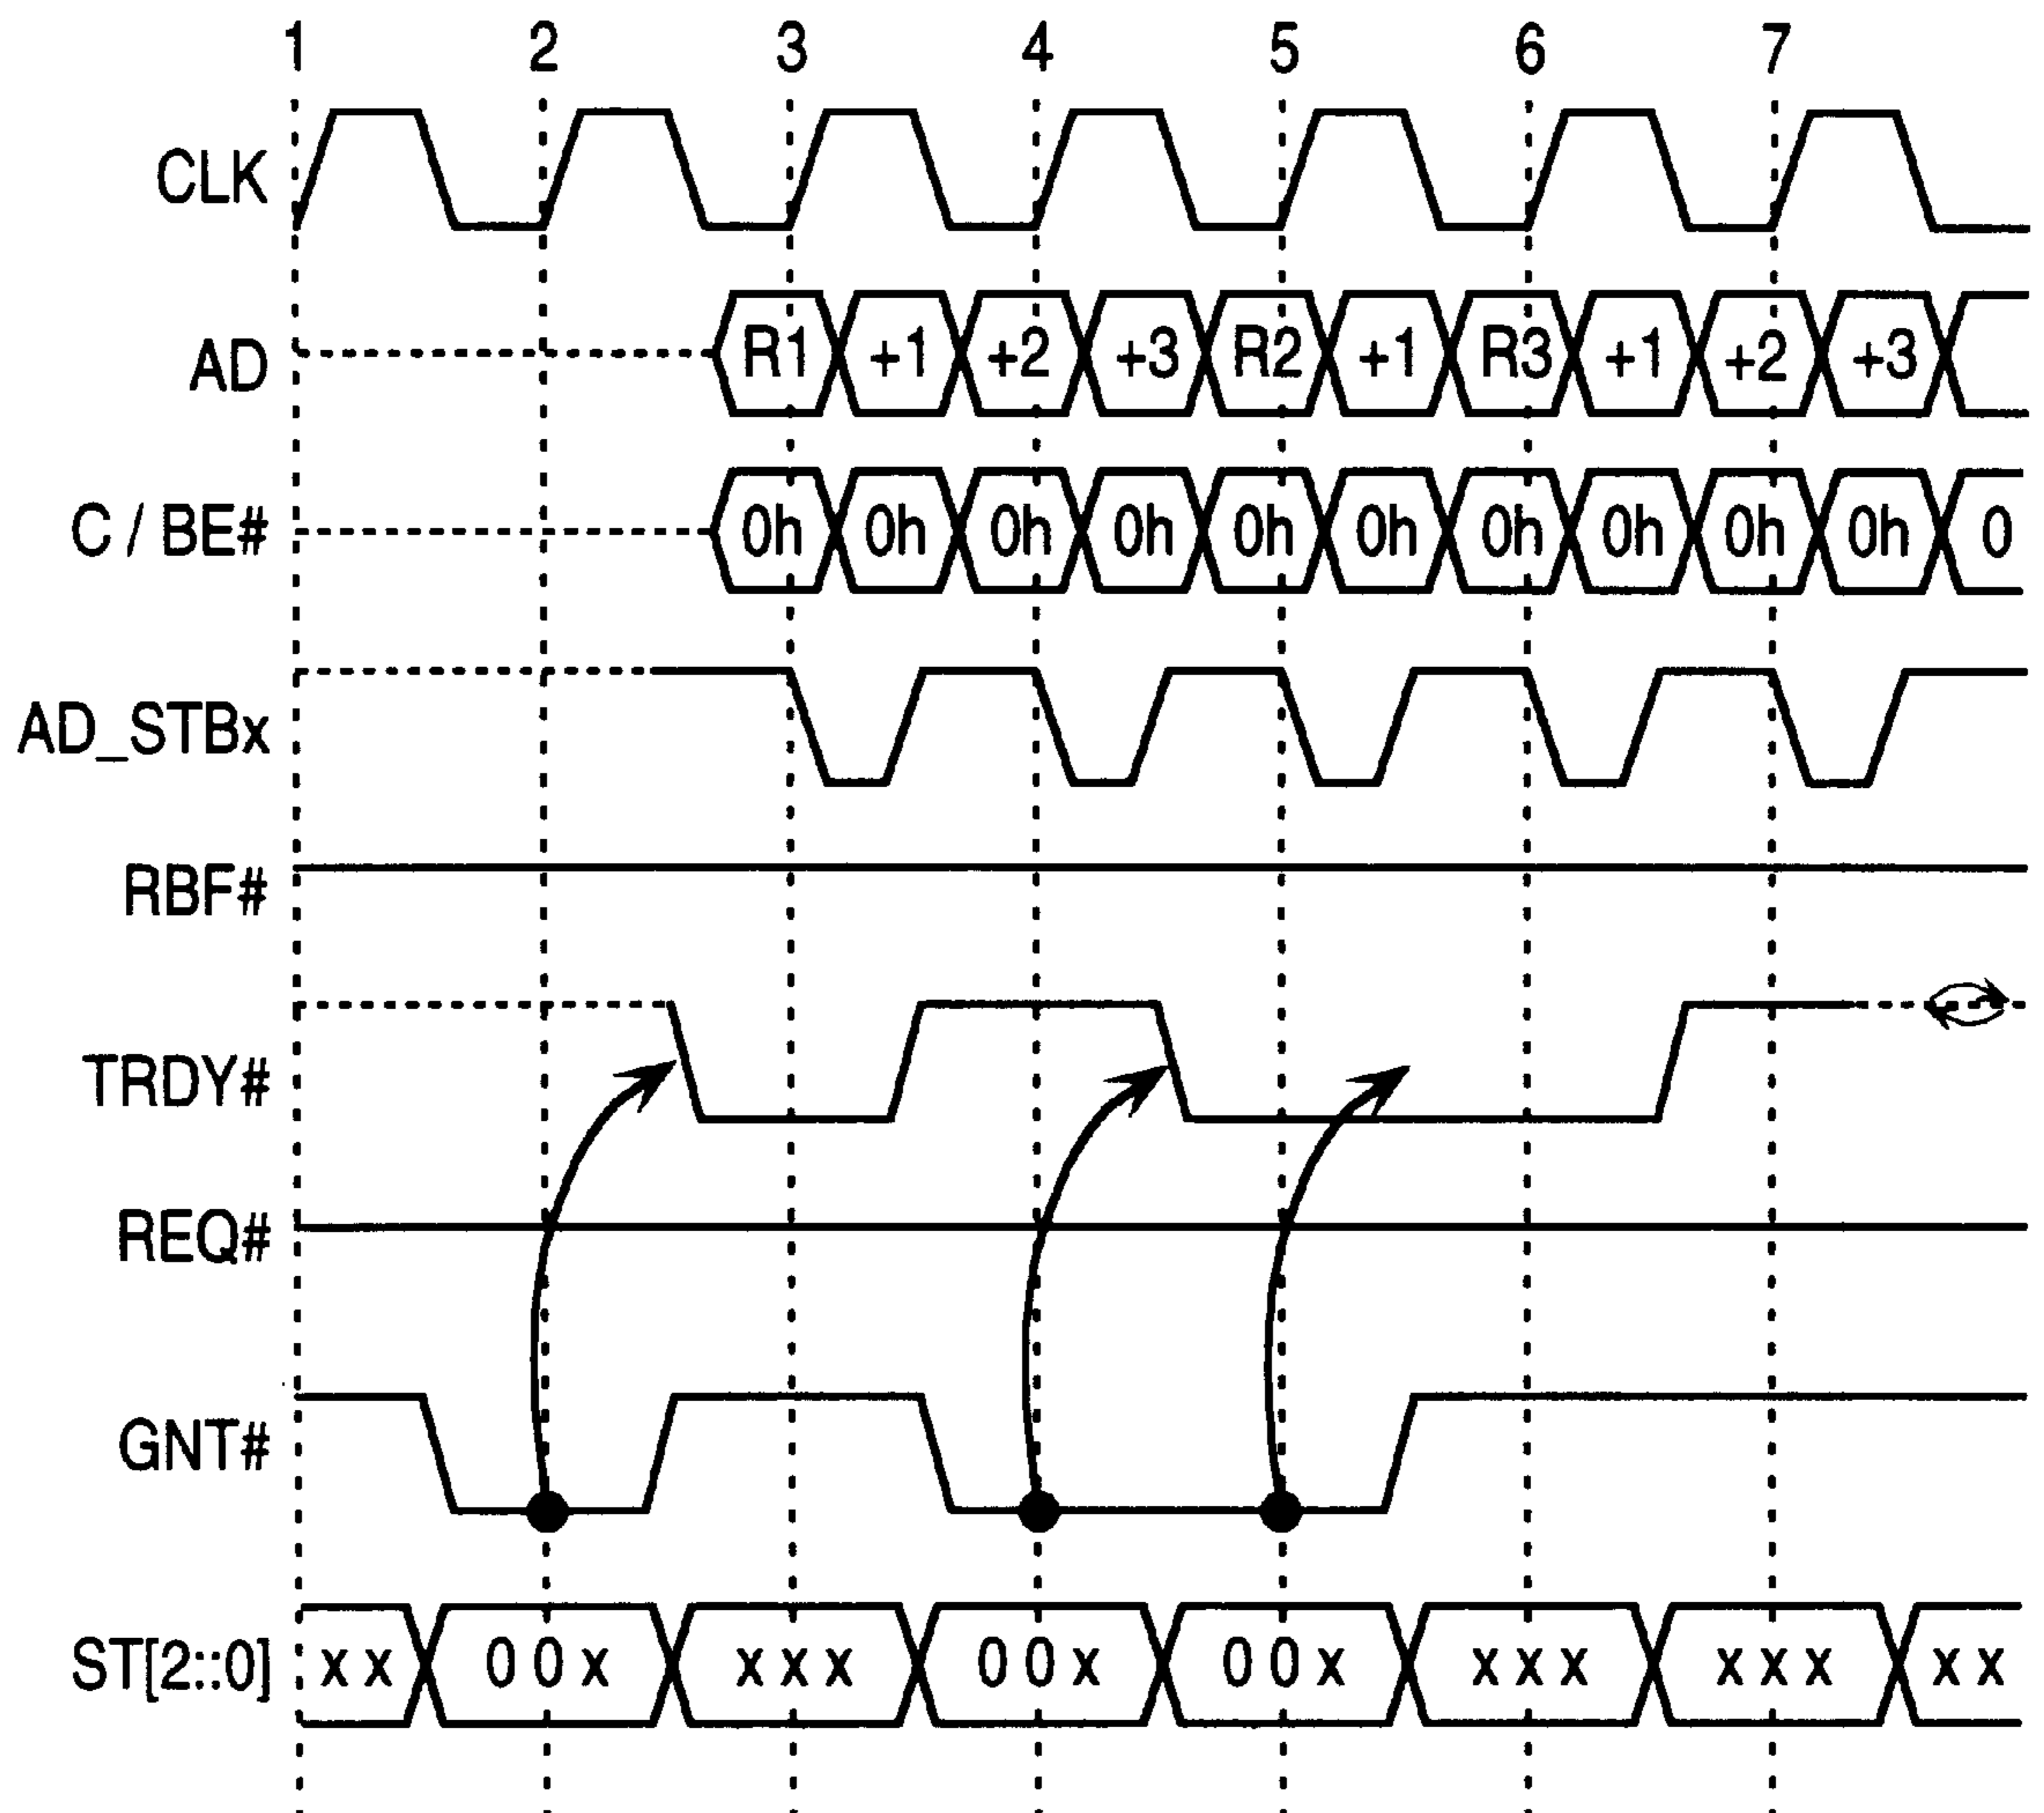 1 2 3 4 5 6 7
CLK
AD R1 +1 +2 +3 R2 +1 R3 +1 +2 +3
C / BE# 0h 0h 0h 0h 0h 0h 0h 0h 0h 0h 0
AD_STBx
RBF#
TRDY#
REQ#
GNT#
ST[2::0] x x 0 0 x x x x 0 0 x 0 0 x x x x x x x x x